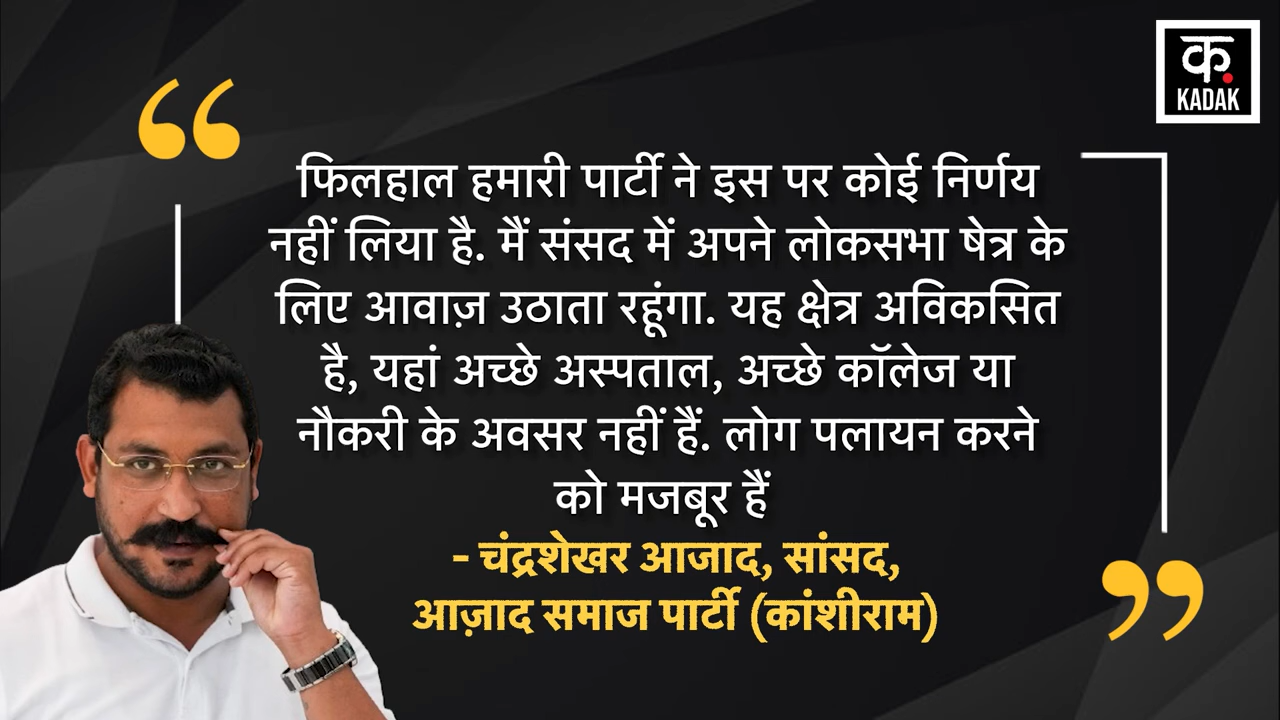 क.
KADAK
“
फिलहाल हमारी पार्टी ने इस पर कोई निर्णय
नहीं लिया है. मैं संसद में अपने लोकसभा षेत्र के
लिए आवाज़ उठाता रहूंगा. यह क्षेत्र अविकसित
है, यहां अच्छे अस्पताल, अच्छे कॉलेज या
नौकरी के अवसर नहीं हैं. लोग पलायन करने
को मजबूर हैं
- चंद्रशेखर आजाद, सांसद,
आज़ाद समाज पार्टी (कांशीराम)
”